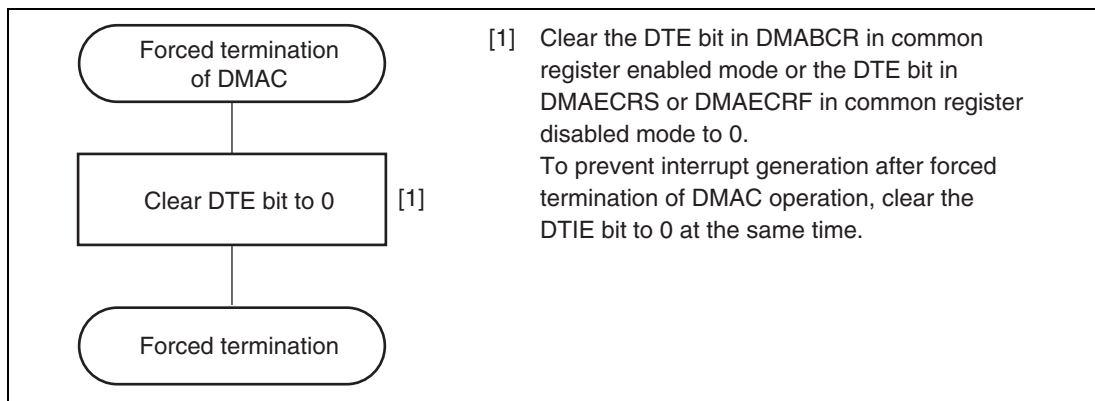 Forced termination
of DMAC
Clear DTE bit to 0
[1]
Forced termination
[1] Clear the DTE bit in DMABCR in common
register enabled mode or the DTE bit in
DMAECRS or DMAECRF in common register
disabled mode to 0.
To prevent interrupt generation after forced
termination of DMAC operation, clear the
DTIE bit to 0 at the same time.